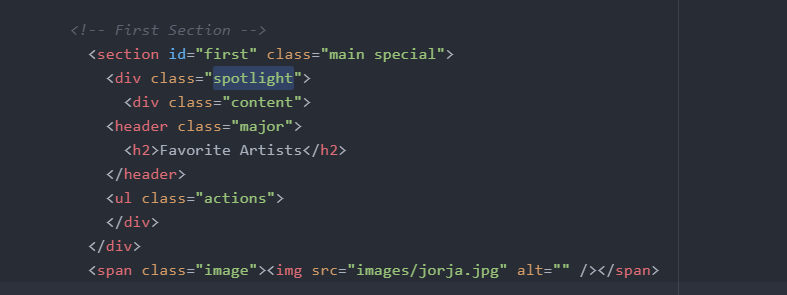 <!-- First Section -->
<section id="first" class="main special">
<div class="spotlight">
<div class="content">
<header class="major">
<h2>Favorite Artists</h2>
</header>
<ul class="actions">
</div>
</div>
<span class="image"><img src="images/jorja.jpg" alt="" /></span>